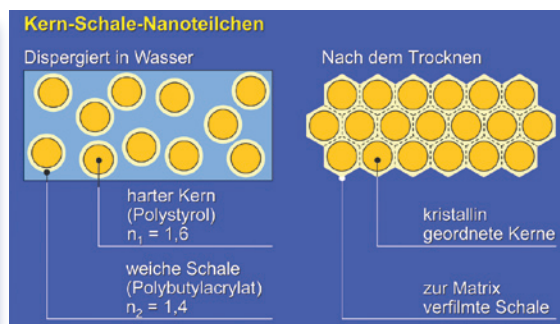 Kern-Schale-Nanoteilchen
Dispergiert in Wasser
Nach dem Trocknen
harter Kern
(Polystyrol)
n₁ = 1,6
weiche Schale
(Polybutylacrylat)
n₂ = 1,4
kristallin
geordnete Kerne
zur Matrix
verfilmte Schale